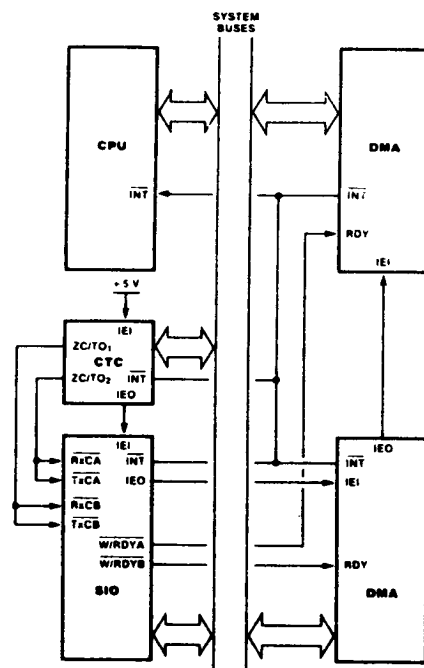 SYSTEM
BUSES
CPU
INT
DMA
INT
RDY
IEI
+5 V
IEI
ZC/TO1
CTC
ZC/TO2
INT
IEO
IEI
RxCA
INT
TxCA
IEO
RxCB
TxCB
W/RDYA
W/RDYB
SIO
IEO
INT
IEI
RDY
DMA